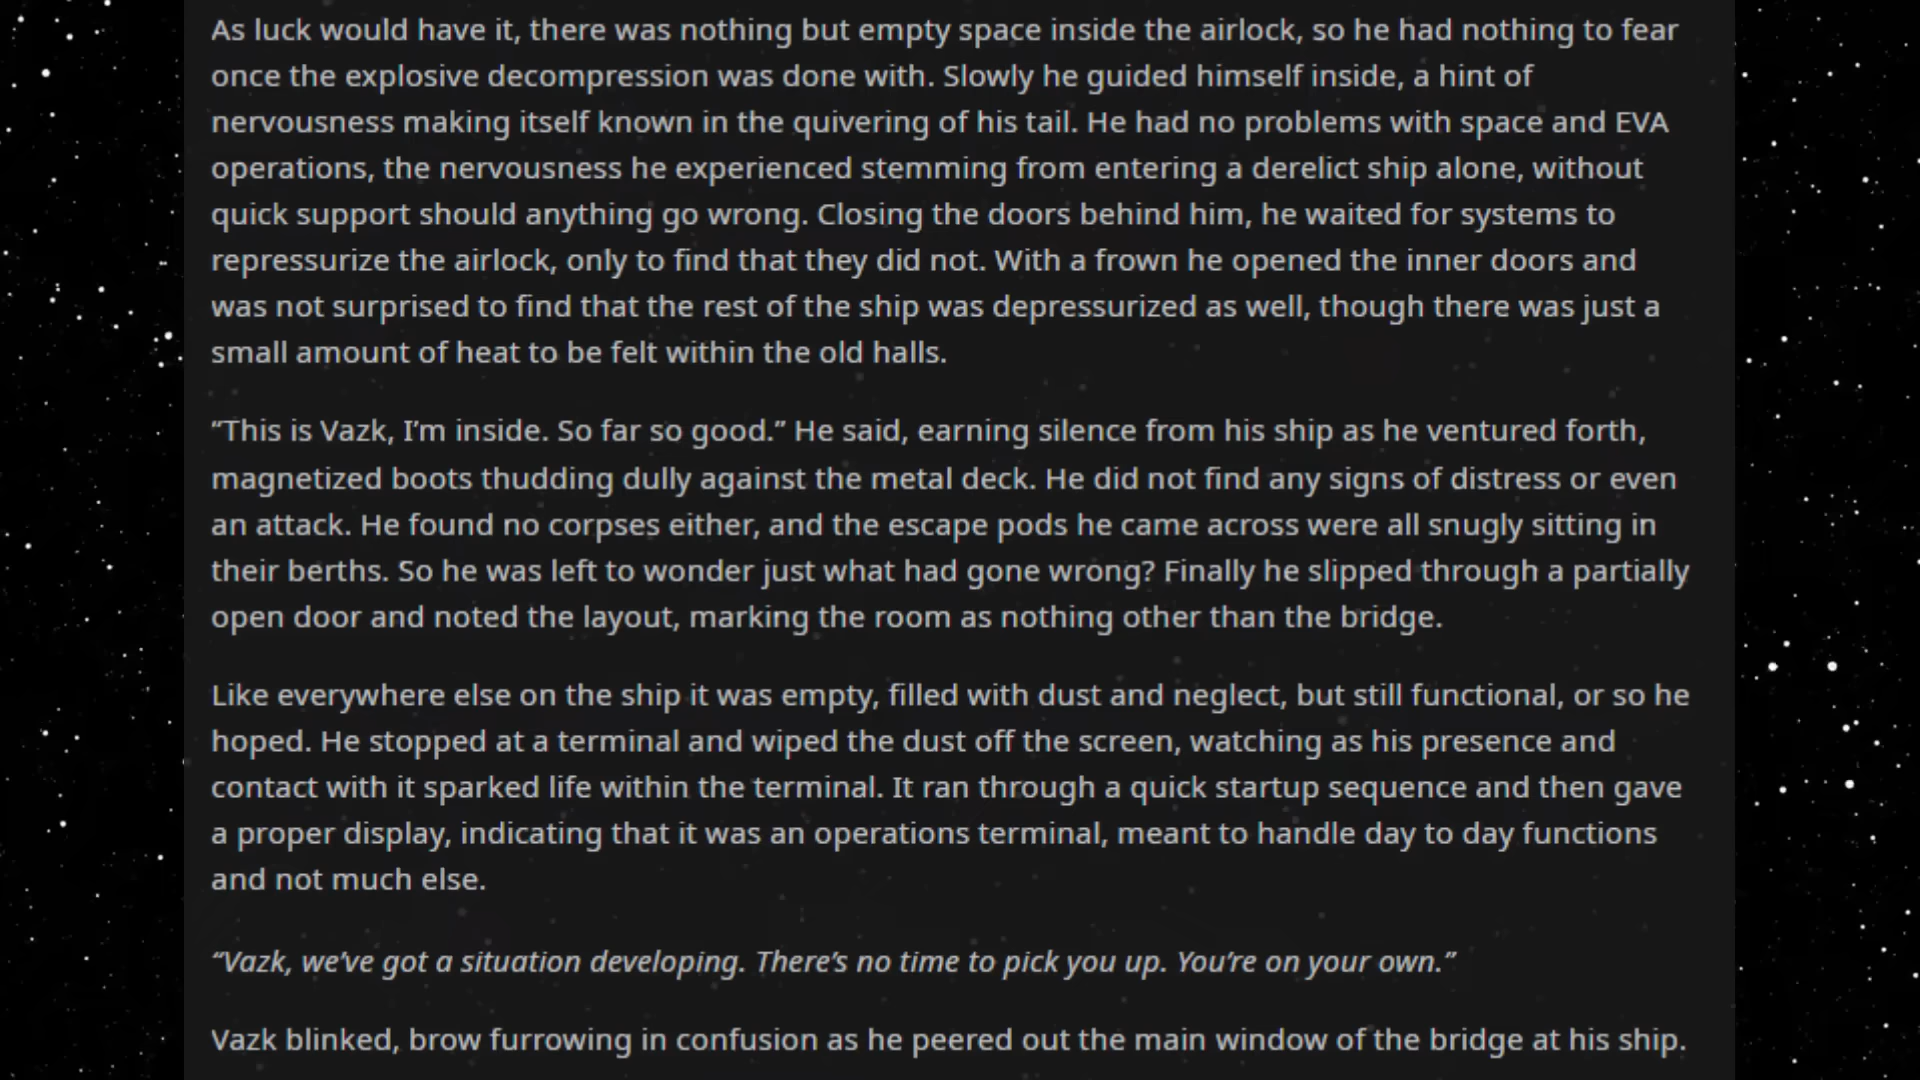 As luck would have it, there was nothing but empty space inside the airlock, so he had nothing to fear
once the explosive decompression was done with. Slowly he guided himself inside, a hint of
nervousness making itself known in the quivering of his tail. He had no problems with space and EVA
operations, the nervousness he experienced stemming from entering a derelict ship alone, without
quick support should anything go wrong. Closing the doors behind him, he waited for systems to
repressurize the airlock, only to find that they did not. With a frown he opened the inner doors and
was not surprised to find that the rest of the ship was depressurized as well, though there was just a
small amount of heat to be felt within the old halls.
“This is Vazk, I’m inside. So far so good.” He said, earning silence from his ship as he ventured forth,
magnetized boots thudding dully against the metal deck. He did not find any signs of distress or even
an attack. He found no corpses either, and the escape pods he came across were all snugly sitting in
their berths. So he was left to wonder just what had gone wrong? Finally he slipped through a partially
open door and noted the layout, marking the room as nothing other than the bridge.
Like everywhere else on the ship it was empty, filled with dust and neglect, but still functional, or so he
hoped. He stopped at a terminal and wiped the dust off the screen, watching as his presence and
contact with it sparked life within the terminal. It ran through a quick startup sequence and then gave
a proper display, indicating that it was an operations terminal, meant to handle day to day functions
and not much else.
“Vazk, we’ve got a situation developing. There’s no time to pick you up. You’re on your own.”
Vazk blinked, brow furrowing in confusion as he peered out the main window of the bridge at his ship.